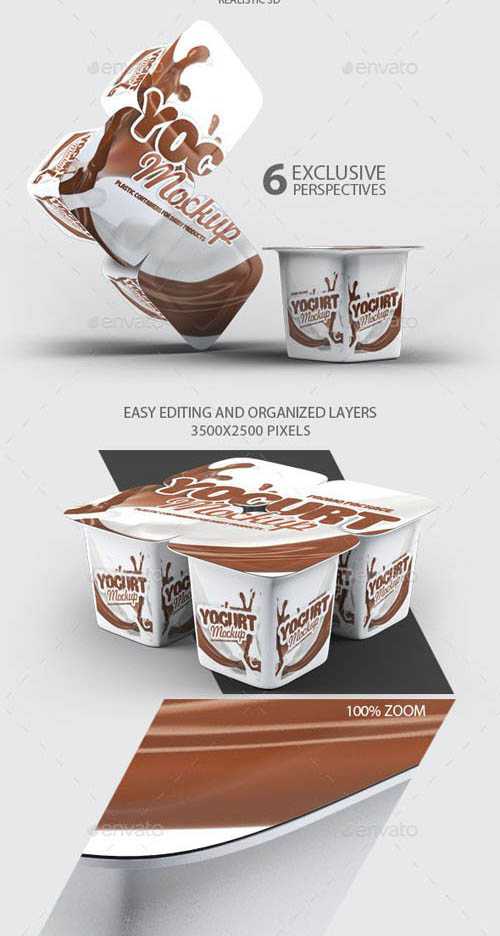 REALISTIC 3D
envato
envato
YOG
Mockup
PLASTIC CONTAINERS FOR DAIRY PRODUCTS
6 EXCLUSIVE
PERSPECTIVES
YOGURT
Mockup
YOGURT
Mockup
envato
envato
EASY EDITING AND ORGANIZED LAYERS
3500X2500 PIXELS
YOGURT
Mockup
YOGURT
Mockup
YOGURT
Mockup
YOGURT
Mockup
100% ZOOM
envato
envato